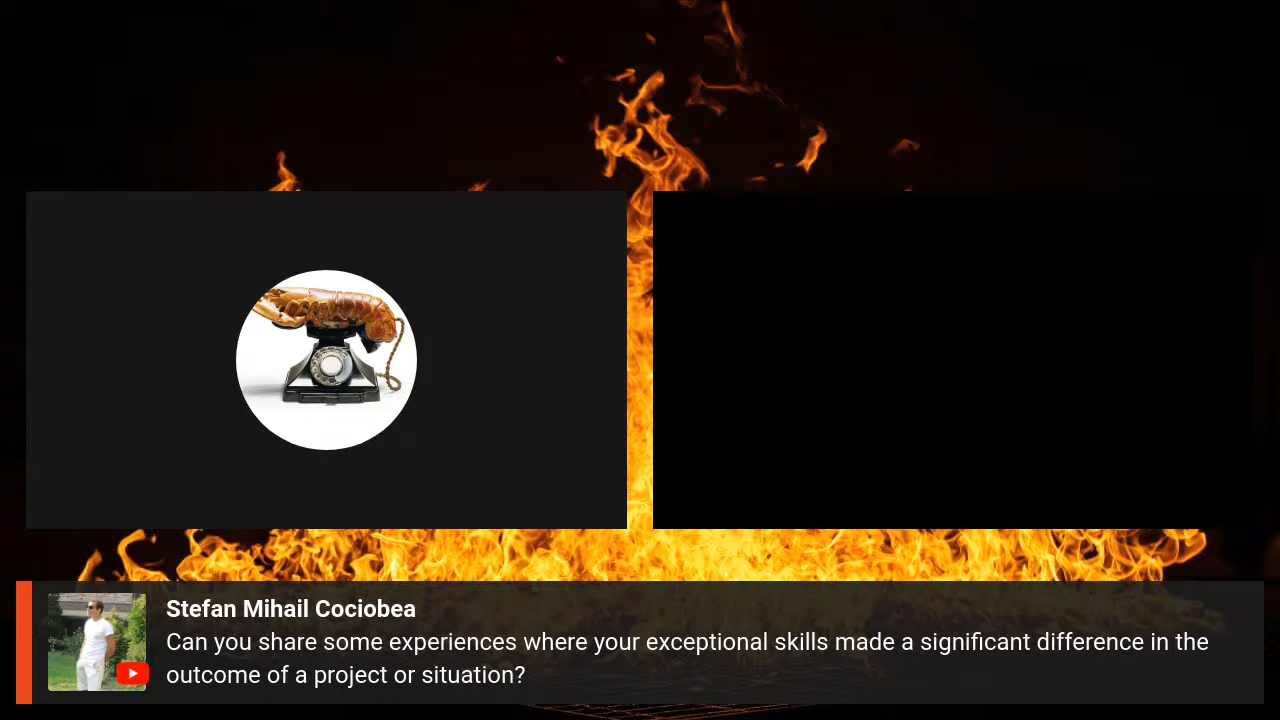 Stefan Mihail Cociobea
Can you share some experiences where your exceptional skills made a significant difference in the
outcome of a project or situation?